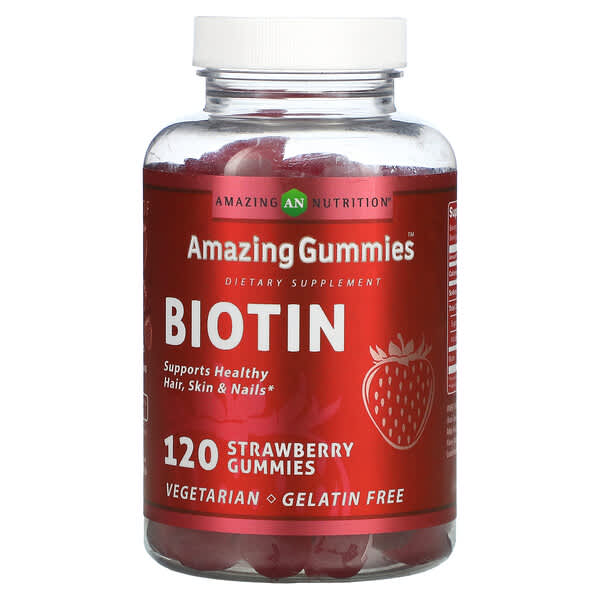 AMAZING AN NUTRITION®
Amazing Gummies™
DIETARY SUPPLEMENT
BIOTIN
Supports Healthy
Hair, Skin & Nails*
120 STRAWBERRY
GUMMIES
VEGETARIAN ◇ GELATIN FREE